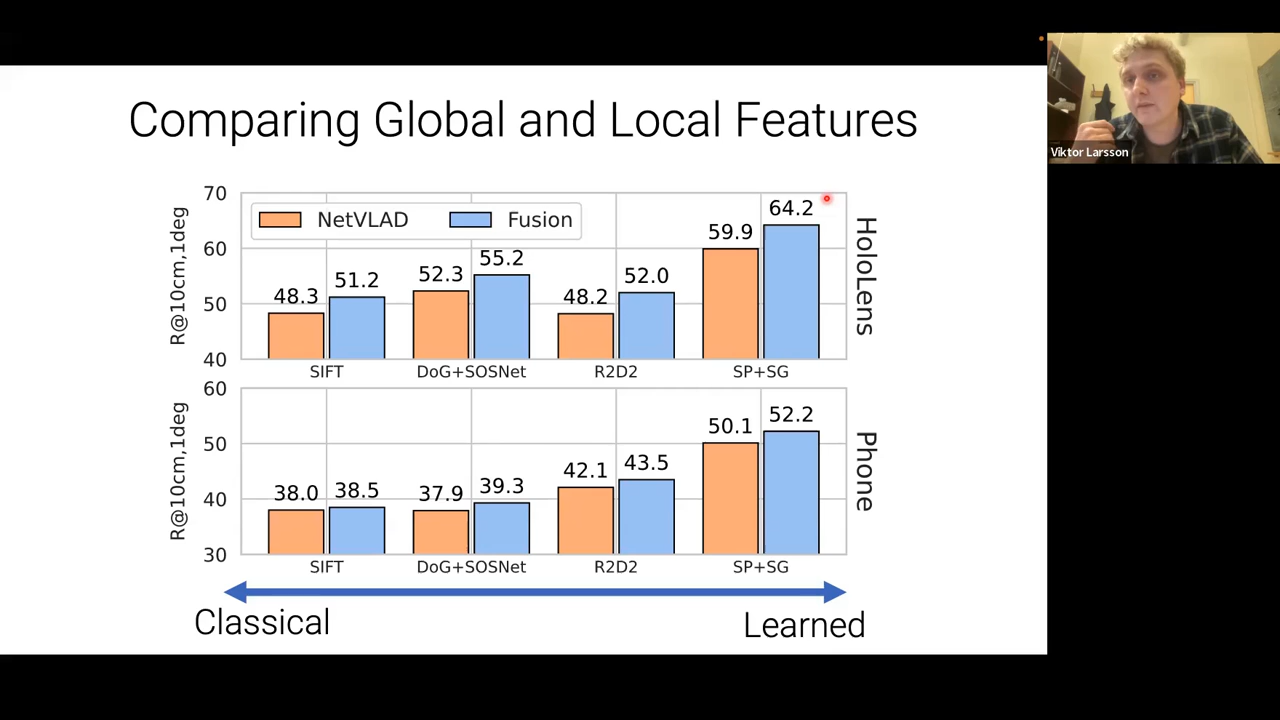 Comparing Global and Local Features
Viktor Larsson
70
60
50
40
R@10cm,1deg
NetVLAD
Fusion
48.3
51.2
52.3
55.2
48.2
52.0
59.9
64.2
HoloLens
SIFT
DoG+SOSNet
R2D2
SP+SG
60
50
40
30
R@10cm,1deg
38.0
38.5
37.9
39.3
42.1
43.5
50.1
52.2
Phone
SIFT
DoG+SOSNet
R2D2
SP+SG
Classical
Learned